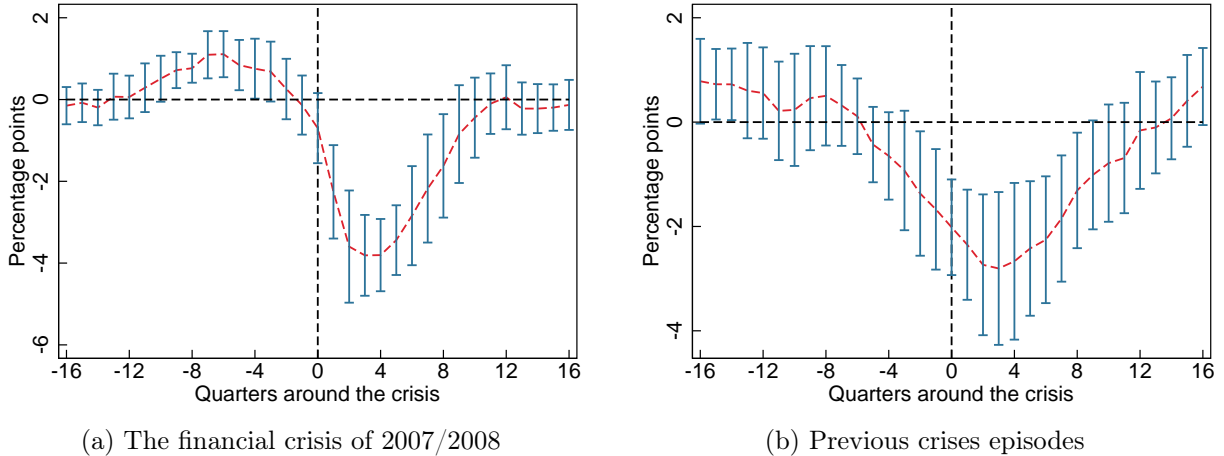 2
0
-2
-4
-6
Percentage points
-16 -12 -8 -4 0 4 8 12 16
Quarters around the crisis
(a) The financial crisis of 2007/2008
2
0
-2
-4
Percentage points
-16 -12 -8 -4 0 4 8 12 16
Quarters around the crisis
(b) Previous crises episodes